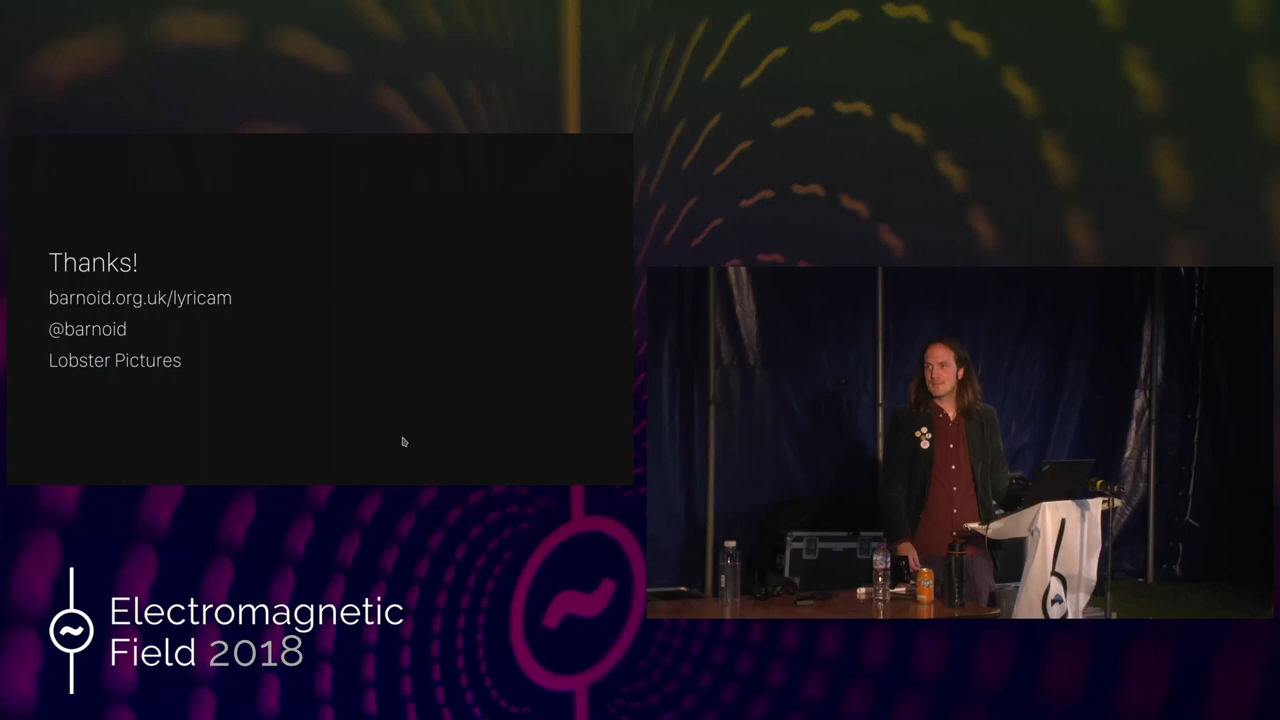 Thanks!
barnoid.org.uk/lyricam
@barnoid
Lobster Pictures
Electromagnetic
Field 2018